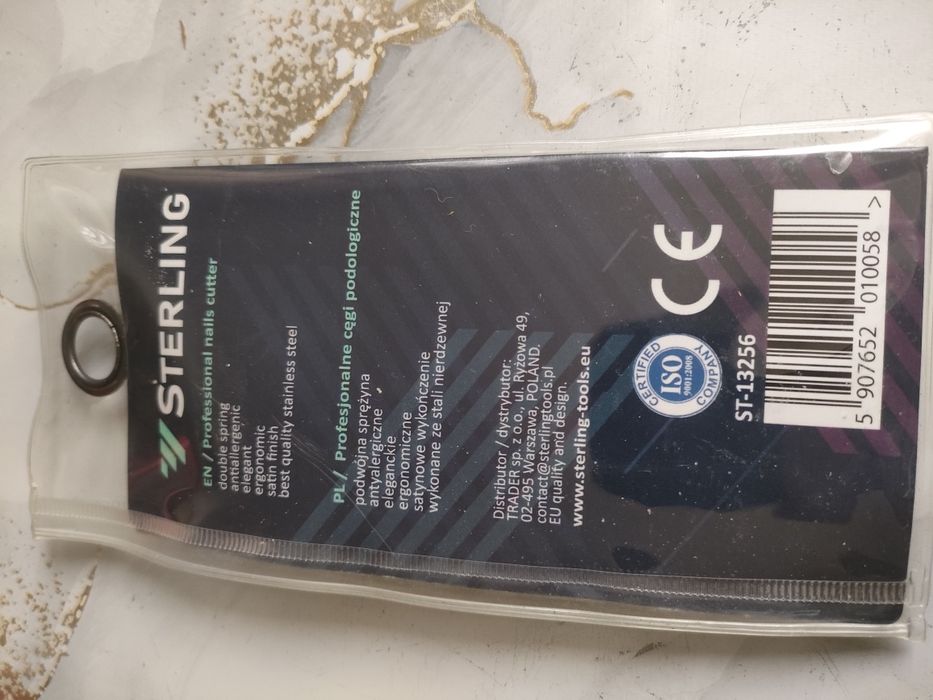 STERLING
EN / Professional nails cutter
double spring
antiallergenic
elegant
ergonomic
satin finish
best quality stainless steel
PL / Profesjonalne cęgi podologiczne
podwójna sprężyna
antyalergiczne
eleganckie
ergonomiczne
satynowe wykończenie
wykonane ze stali nierdzewnej
Distributor / dystrybutor:
TRADER sp. z o.o., ul. Ryżowa 49,
02-495 Warszawa, POLAND.
contact@sterlingtools.pl
EU quality and design.
www.sterling-tools.eu
CE
CERTIFIED
ISO
9001:2008
COMPANY
ST-13256
5 907652 010058 >